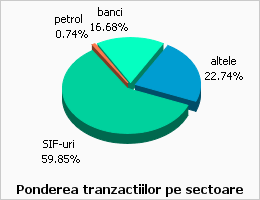 banci
16.68%
petrol
0.74%
altele
22.74%
SIF-uri
59.85%
Ponderea tranzactiilor pe sectoare